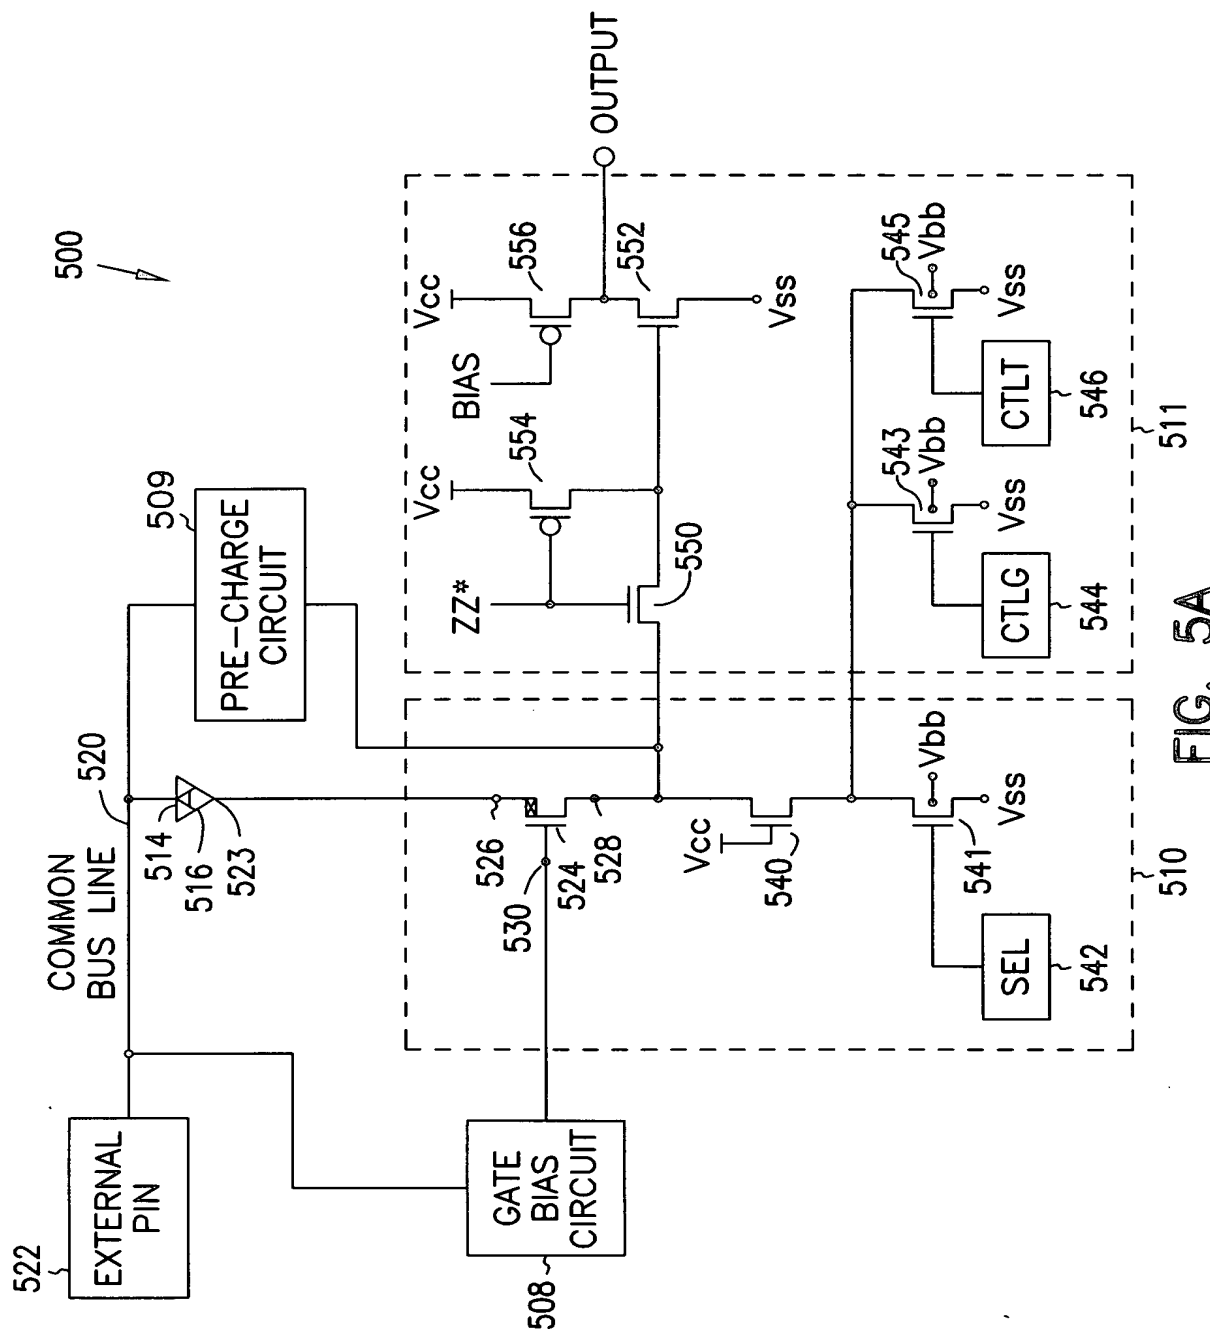 500
COMMON
BUS LINE
520
EXTERNAL
PIN
522
514
516
523
PRE-CHARGE
CIRCUIT
509
GATE
BIAS
CIRCUIT
508
526
530
524
528
Vcc
540
Vbb
541
Vss
SEL
542
510
ZZ*
550
Vcc
554
BIAS
Vcc
556
552
Vss
OUTPUT
543
Vbb
Vss
CTLG
544
545
Vbb
Vss
CTLT
546
511
FIG. 5A